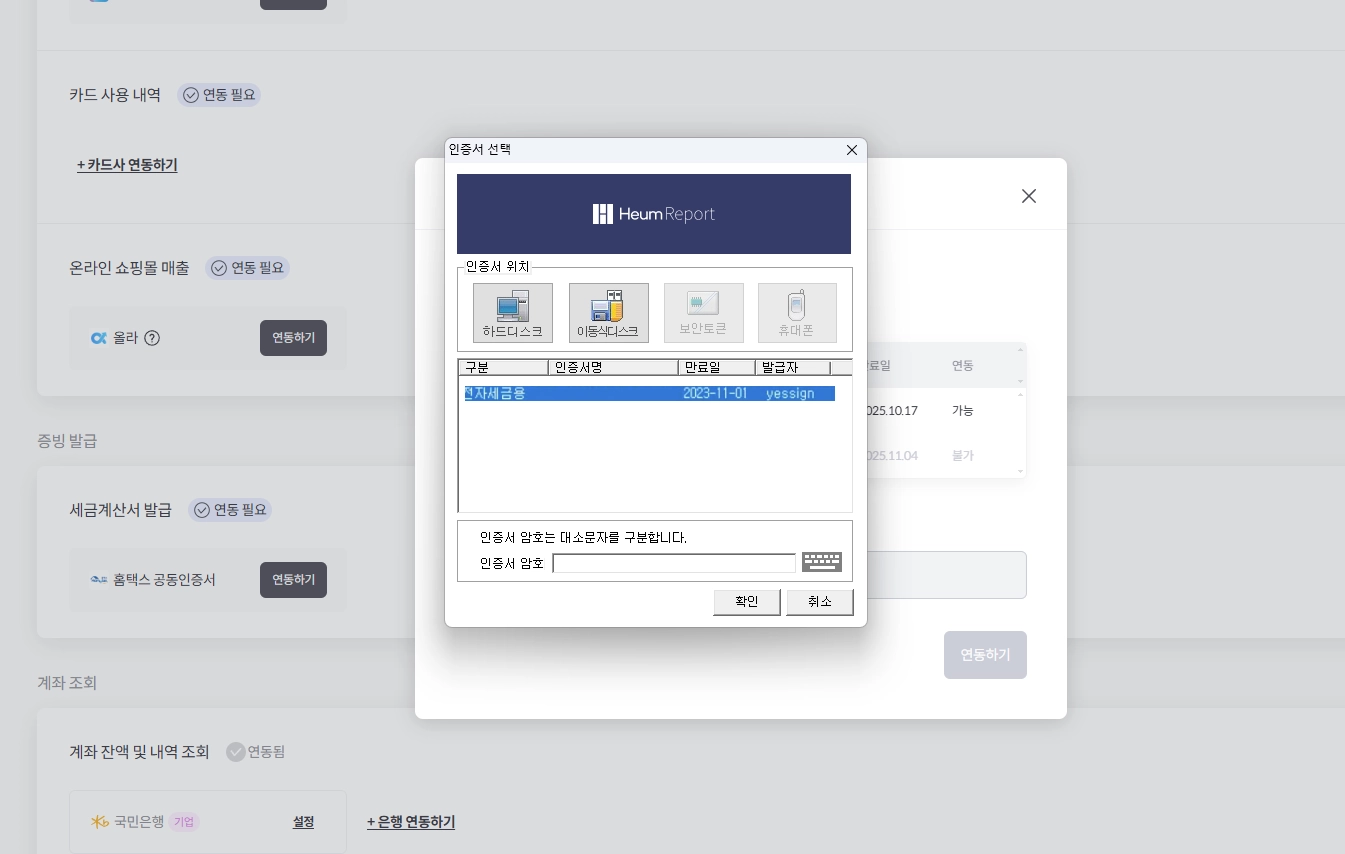 카드 사용 내역 연동 필요
+ 카드사 연동하기
온라인 쇼핑몰 매출 연동 필요
올라 ? 연동하기
증빙 발급
세금계산서 발급 연동 필요
홈택스 공동인증서 연동하기
계좌 조회
계좌 잔액 및 내역 조회 연동됨
국민은행 기업 설정 + 은행 연동하기
인증서 선택
Heum Report
인증서 위치
하드디스크 이동식디스크 보안토큰 휴대폰
구분 인증서명 만료일 발급자
전자세금용 2023-11-01 yessign
인증서 암호는 대소문자를 구분합니다.
인증서 암호
확인 취소
료일 연동
025.10.17 가능
025.11.04 불가
연동하기